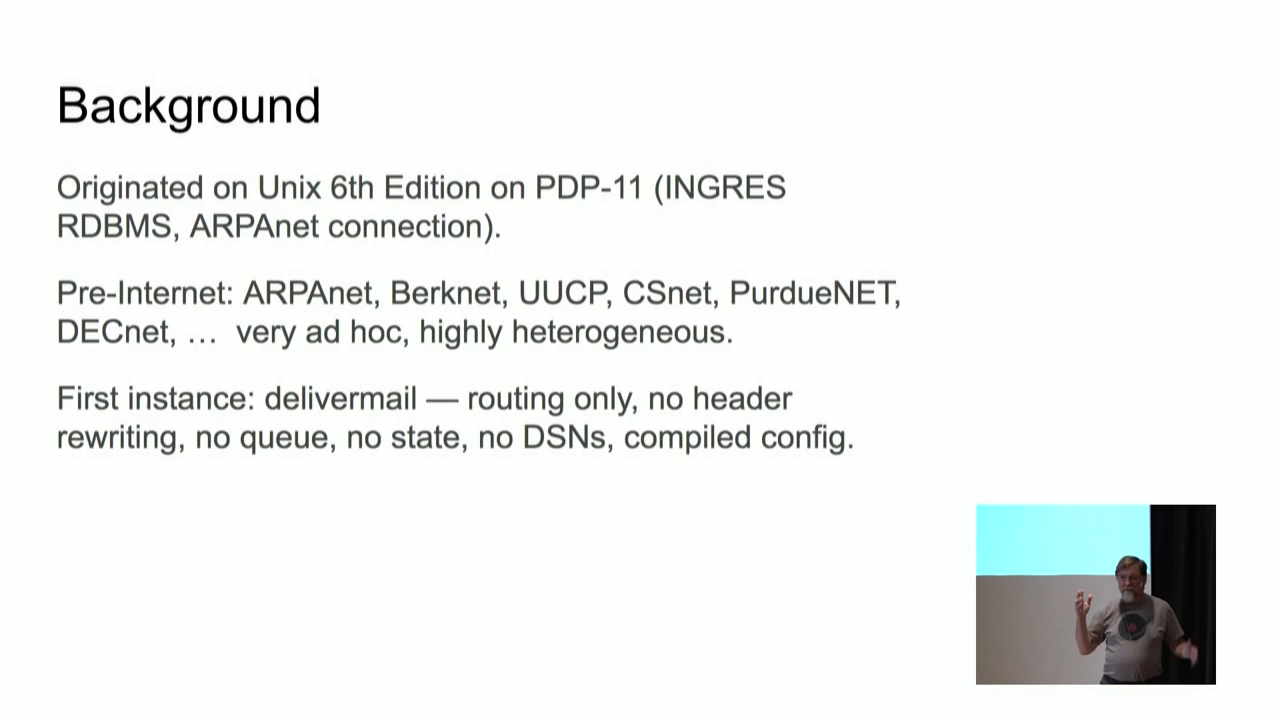 Background
Originated on Unix 6th Edition on PDP-11 (INGRES
RDBMS, ARPAnet connection).
Pre-Internet: ARPAnet, Berknet, UUCP, CSnet, PurdueNET,
DECnet, …  very ad hoc, highly heterogeneous.
First instance: delivermail — routing only, no header
rewriting, no queue, no state, no DSNs, compiled config.